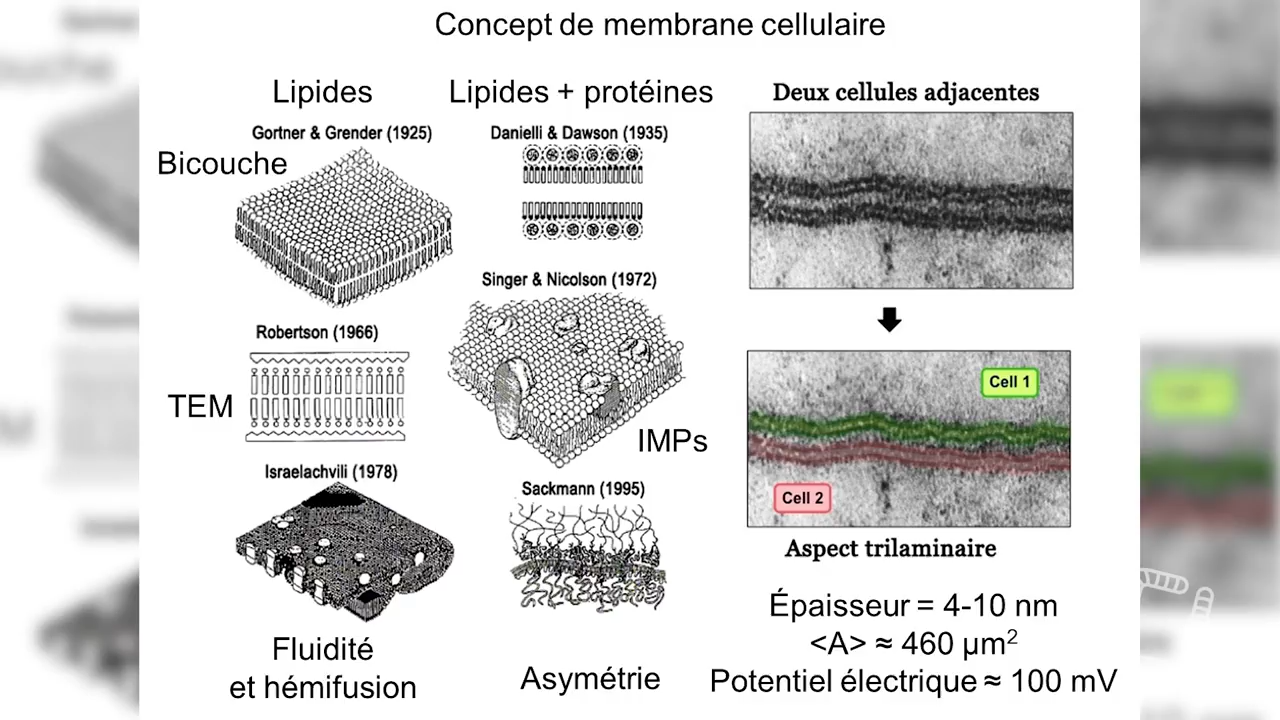 Concept de membrane cellulaire
Lipides
Gortner & Grender (1925)
Bicouche
Robertson (1966)
TEM
Israelachvili (1978)
Fluidité
et hémifusion
Lipides + protéines
Danielli & Dawson (1935)
Singer & Nicolson (1972)
IMPs
Sackmann (1995)
Asymétrie
Deux cellules adjacentes
Cell 1
Cell 2
Aspect trilaminaire
Épaisseur = 4-10 nm
<A> ≈ 460 µm²
Potentiel électrique ≈ 100 mV